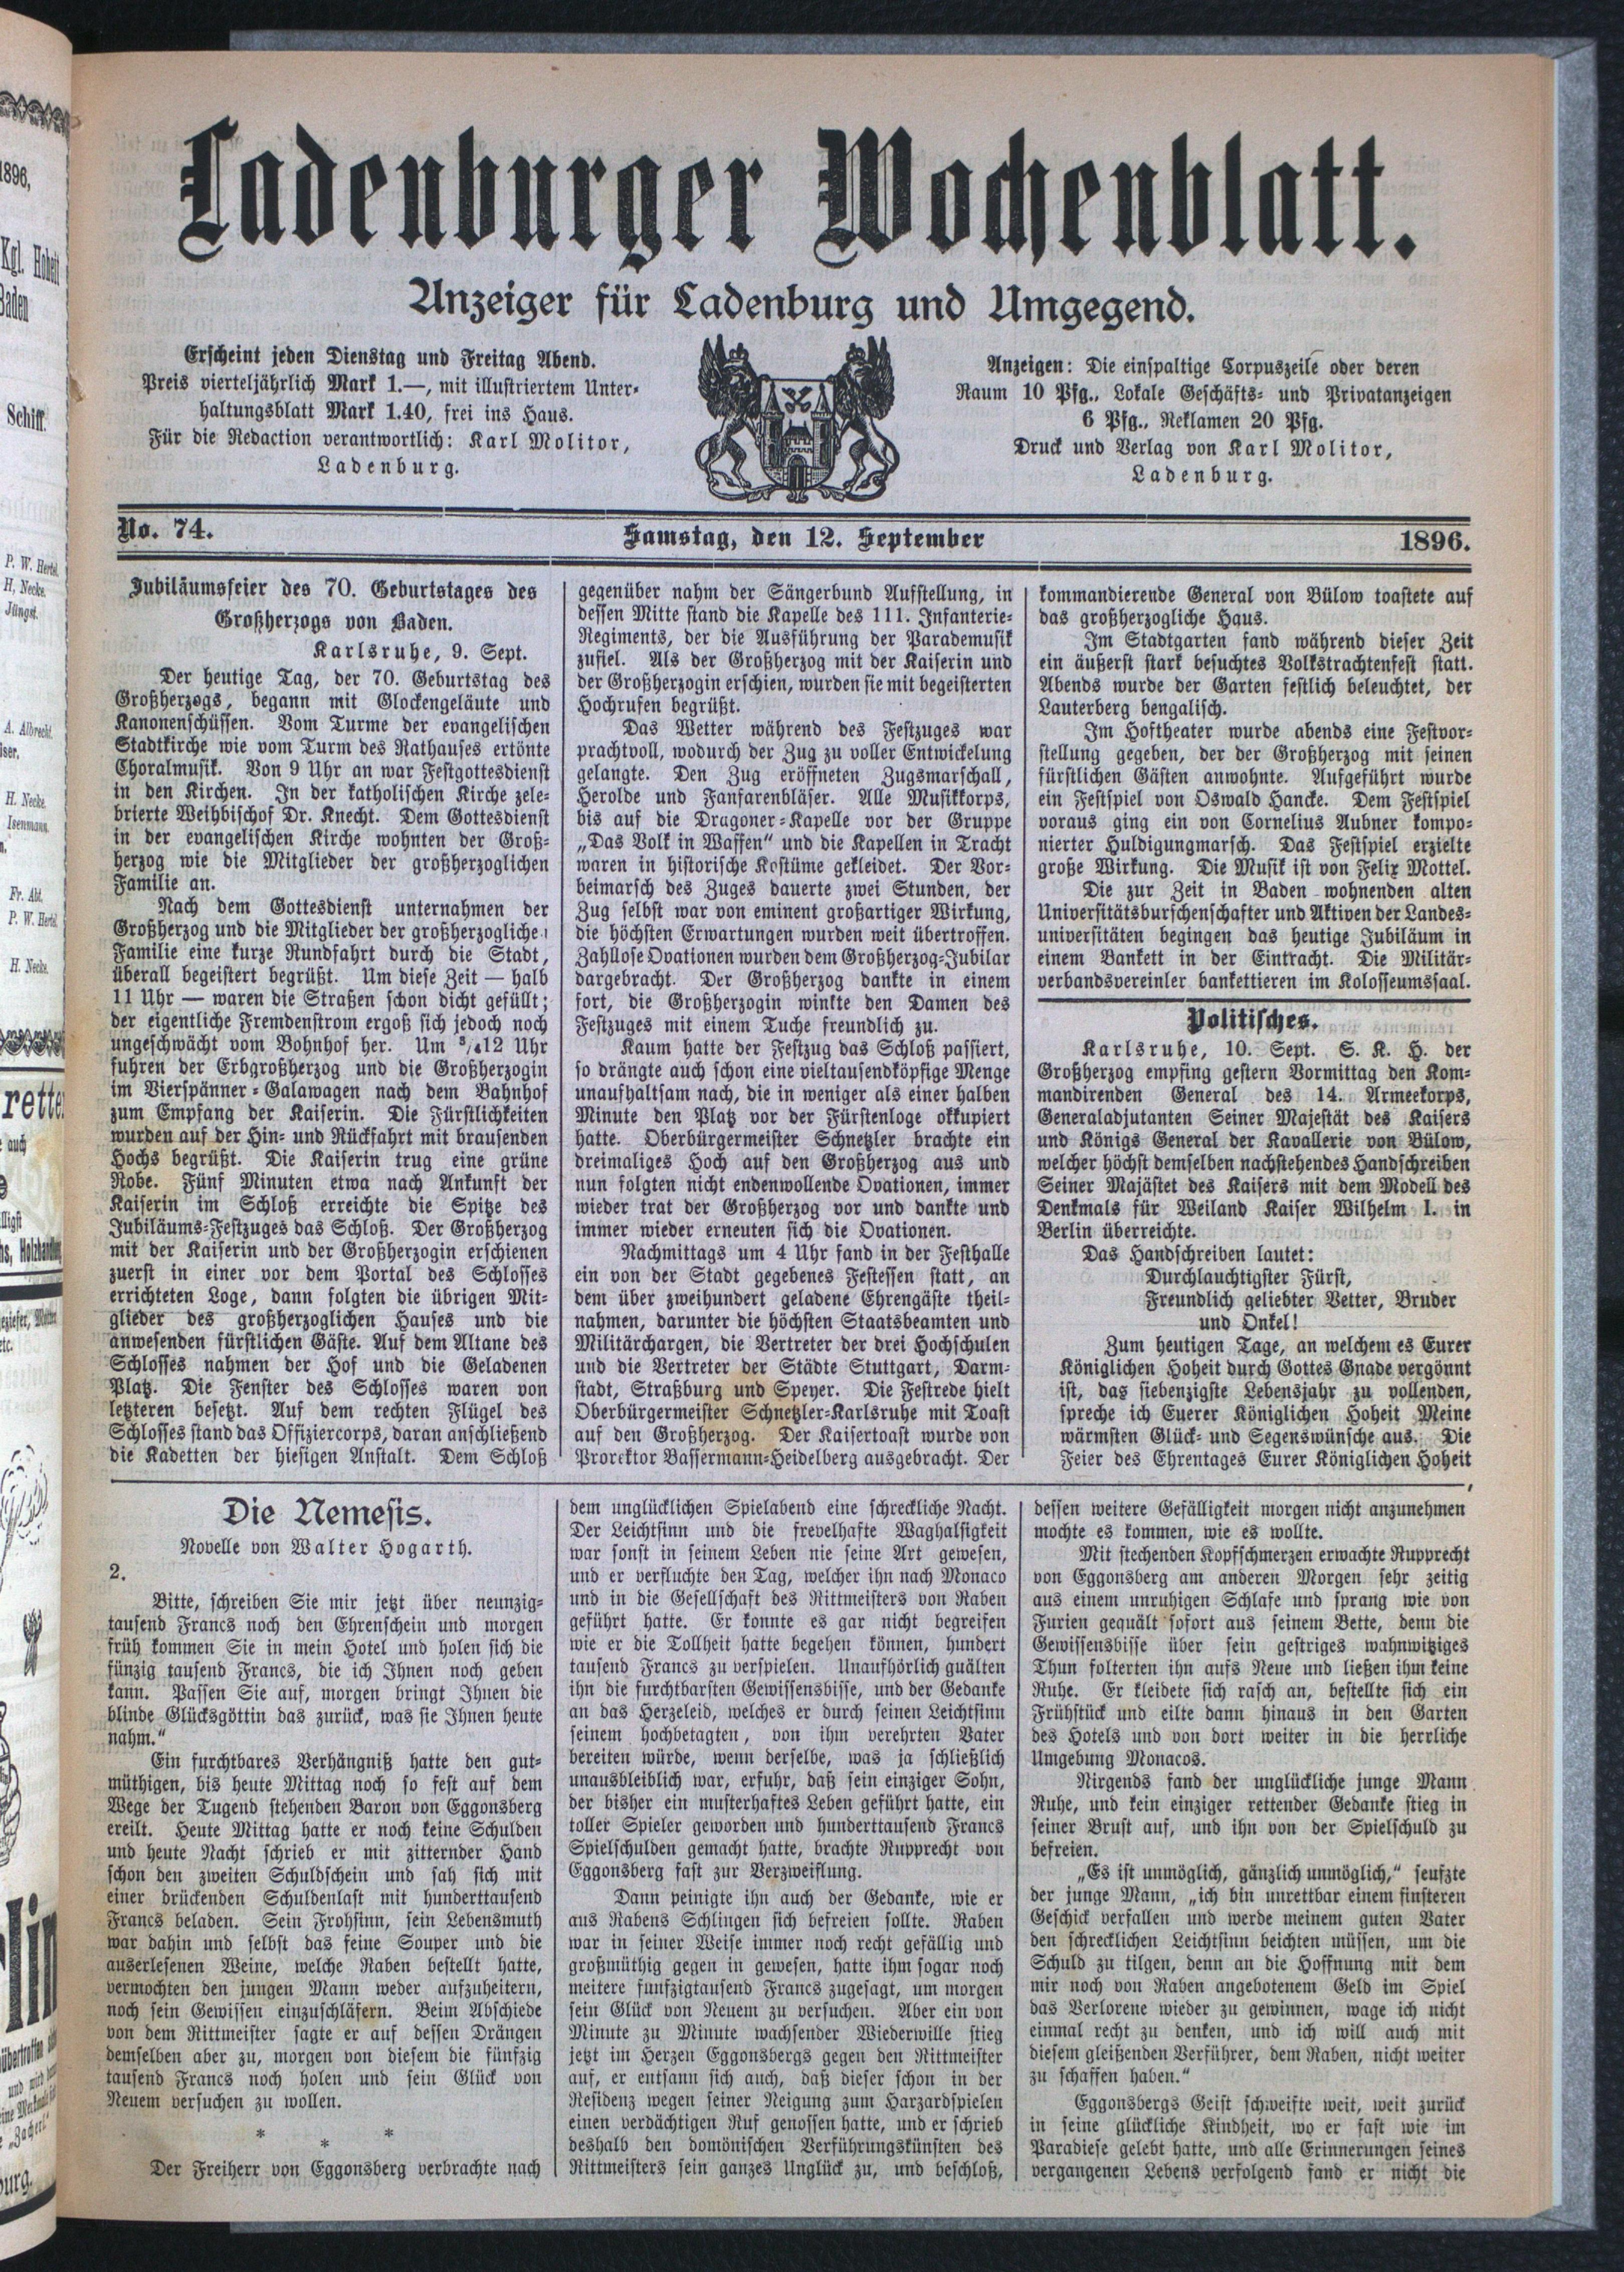 Ladenburger Wochenblatt.
Anzeiger für Ladenburg und Umgegend.
Erscheint jeden Dienstag und Freitag Abend.
Preis vierteljährlich Mark 1.—, mit illustriertem Unter-
haltungsblatt Mark 1.40, frei ins Haus.
Für die Redaction verantwortlich: Karl Molitor,
Ladenburg.
Anzeigen: Die einspaltige Corpuszeile oder deren
Raum 10 Pfg., Lokale Geschäfts- und Privatanzeigen
6 Pfg., Reklamen 20 Pfg.
Druck und Verlag von Karl Molitor,
Ladenburg.
No. 74.
Samstag, den 12. September
1896.
Jubiläumsfeier des 70. Geburtstages des
Großherzogs von Baden.
Karlsruhe, 9. Sept.
Der heutige Tag, der 70. Geburtstag des
Großherzogs, begann mit Glockengeläute und
Kanonenschüssen. Vom Turme der evangelischen
Stadtkirche wie vom Turm des Rathauses ertönte
Choralmusik. Von 9 Uhr an war Festgottesdienst
in den Kirchen. In der katholischen Kirche zele-
brierte Weihbischof Dr. Knecht. Dem Gottesdienst
in der evangelischen Kirche wohnten der Groß-
herzog wie die Mitglieder der großherzoglichen
Familie an.
Nach dem Gottesdienst unternahmen der
Großherzog und die Mitglieder der großherzogliche
Familie eine kurze Rundfahrt durch die Stadt,
überall begeistert begrüßt. Um diese Zeit — halb
11 Uhr — waren die Straßen schon dicht gefüllt;
der eigentliche Fremdenstrom ergoß sich jedoch noch
ungeschwächt vom Bohnhof her. Um ³/₄12 Uhr
fuhren der Erbgroßherzog und die Großherzogin
im Vierspänner-Galawagen nach dem Bahnhof
zum Empfang der Kaiserin. Die Fürstlichkeiten
wurden auf der Hin- und Rückfahrt mit brausenden
Hochs begrüßt. Die Kaiserin trug eine grüne
Robe. Fünf Minuten etwa nach Ankunft der
Kaiserin im Schloß erreichte die Spitze des
Jubiläums-Festzuges das Schloß. Der Großherzog
mit der Kaiserin und der Großherzogin erschienen
zuerst in einer vor dem Portal des Schlosses
errichteten Loge, dann folgten die übrigen Mit-
glieder des großherzoglichen Hauses und die
anwesenden fürstlichen Gäste. Auf dem Altane des
Schlosses nahmen der Hof und die Geladenen
Platz. Die Fenster des Schlosses waren von
letzteren besetzt. Auf dem rechten Flügel des
Schlosses stand das Offiziercorps, daran anschließend
die Kadetten der hiesigen Anstalt. Dem Schloß
gegenüber nahm der Sängerbund Aufstellung, in
dessen Mitte stand die Kapelle des 111. Infanterie-
Regiments, der die Ausführung der Parademusik
zufiel. Als der Großherzog mit der Kaiserin und
der Großherzogin erschien, wurden sie mit begeisterten
Hochrufen begrüßt.
Das Wetter während des Festzuges war
prachtvoll, wodurch der Zug zu voller Entwickelung
gelangte. Den Zug eröffneten Zugsmarschall,
Herolde und Fanfarenbläser. Alle Musikkorps,
bis auf die Dragoner-Kapelle vor der Gruppe
„Das Volk in Waffen“ und die Kapellen in Tracht
waren in historische Kostüme gekleidet. Der Vor-
beimarsch des Zuges dauerte zwei Stunden, der
Zug selbst war von eminent großartiger Wirkung,
die höchsten Erwartungen wurden weit übertroffen.
Zahllose Ovationen wurden dem Großherzog-Jubilar
dargebracht. Der Großherzog dankte in einem
fort, die Großherzogin winkte den Damen des
Festzuges mit einem Tuche freundlich zu.
Kaum hatte der Festzug das Schloß passiert,
so drängte auch schon eine vieltausendköpfige Menge
unaufhaltsam nach, die in weniger als einer halben
Minute den Platz vor der Fürstenloge okkupiert
hatte. Oberbürgermeister Schnetzler brachte ein
dreimaliges Hoch auf den Großherzog aus und
nun folgten nicht endenwollende Ovationen, immer
wieder trat der Großherzog vor und dankte und
immer wieder erneuten sich die Ovationen.
Nachmittags um 4 Uhr fand in der Festhalle
ein von der Stadt gegebenes Festessen statt, an
dem über zweihundert geladene Ehrengäste theil-
nahmen, darunter die höchsten Staatsbeamten und
Militärchargen, die Vertreter der drei Hochschulen
und die Vertreter der Städte Stuttgart, Darm-
stadt, Straßburg und Speyer. Die Festrede hielt
Oberbürgermeister Schnetzler-Karlsruhe mit Toast
auf den Großherzog. Der Kaisertoast wurde von
Prorektor Bassermann-Heidelberg ausgebracht. Der
kommandierende General von Bülow toastete auf
das großherzogliche Haus.
Im Stadtgarten fand während dieser Zeit
ein äußerst stark besuchtes Volkstrachtenfest statt.
Abends wurde der Garten festlich beleuchtet, der
Lauterberg bengalisch.
Im Hoftheater wurde abends eine Festvor-
stellung gegeben, der der Großherzog mit seinen
fürstlichen Gästen anwohnte. Aufgeführt wurde
ein Festspiel von Oswald Hancke. Dem Festspiel
voraus ging ein von Cornelius Aubner kompo-
nierter Huldigungmarsch. Das Festspiel erzielte
große Wirkung. Die Musik ist von Felix Mottel.
Die zur Zeit in Baden wohnenden alten
Universitätsburschenschafter und Aktiven der Landes-
universitäten begingen das heutige Jubiläum in
einem Bankett in der Eintracht. Die Militär-
verbandsvereinler bankettieren im Kolosseumssaal.
Politisches.
Karlsruhe, 10. Sept. S. K. H. der
Großherzog empfing gestern Vormittag den Kom-
mandirenden General des 14. Armeekorps,
Generaladjutanten Seiner Majestät des Kaisers
und Königs General der Kavallerie von Bülow,
welcher höchst demselben nachstehendes Handschreiben
Seiner Majästet des Kaisers mit dem Modell des
Denkmals für Weiland Kaiser Wilhelm I. in
Berlin überreichte.
Das Handschreiben lautet:
Durchlauchtigster Fürst,
Freundlich geliebter Vetter, Bruder
und Onkel!
Zum heutigen Tage, an welchem es Eurer
Königlichen Hoheit durch Gottes Gnade vergönnt
ist, das siebenzigste Lebensjahr zu vollenden,
spreche ich Euerer Königlichen Hoheit Meine
wärmsten Glück- und Segenswünsche aus. Die
Feier des Ehrentages Eurer Königlichen Hoheit
Die Nemesis.
Novelle von Walter Hogarth.
2.
Bitte, schreiben Sie mir jetzt über neunzig-
tausend Francs noch den Ehrenschein und morgen
früh kommen Sie in mein Hotel und holen sich die
fünzig tausend Francs, die ich Ihnen noch geben
kann. Passen Sie auf, morgen bringt Ihnen die
blinde Glücksgöttin das zurück, was sie Ihnen heute
nahm.“
Ein furchtbares Verhängniß hatte den gut-
müthigen, bis heute Mittag noch so fest auf dem
Wege der Tugend stehenden Baron von Eggonsberg
ereilt. Heute Mittag hatte er noch keine Schulden
und heute Nacht schrieb er mit zitternder Hand
schon den zweiten Schuldschein und sah sich mit
einer drückenden Schuldenlast mit hunderttausend
Francs beladen. Sein Frohsinn, sein Lebensmuth
war dahin und selbst das feine Souper und die
auserlesenen Weine, welche Raben bestellt hatte,
vermochten den jungen Mann weder aufzuheitern,
noch sein Gewissen einzuschläfern. Beim Abschiede
von dem Rittmeister sagte er auf dessen Drängen
demselben aber zu, morgen von diesem die fünfzig
tausend Francs noch holen und sein Glück von
Neuem versuchen zu wollen.
* * *
Der Freiherr von Eggonsberg verbrachte nach
dem unglücklichen Spielabend eine schreckliche Nacht.
Der Leichtsinn und die frevelhafte Waghalsigkeit
war sonst in seinem Leben nie seine Art gewesen,
und er verfluchte den Tag, welcher ihn nach Monaco
und in die Gesellschaft des Rittmeisters von Raben
geführt hatte. Er konnte es gar nicht begreifen
wie er die Tollheit hatte begehen können, hundert
tausend Francs zu verspielen. Unaufhörlich quälten
ihn die furchtbarsten Gewissensbisse, und der Gedanke
an das Herzeleid, welches er durch seinen Leichtsinn
seinem hochbetagten, von ihm verehrten Vater
bereiten würde, wenn derselbe, was ja schließlich
unausbleiblich war, erfuhr, daß sein einziger Sohn,
der bisher ein musterhaftes Leben geführt hatte, ein
toller Spieler geworden und hunderttausend Francs
Spielschulden gemacht hatte, brachte Rupprecht von
Eggonsberg fast zur Verzweiflung.
Dann peinigte ihn auch der Gedanke, wie er
aus Rabens Schlingen sich befreien sollte. Raben
war in seiner Weise immer noch recht gefällig und
großmüthig gegen in gewesen, hatte ihm sogar noch
meitere funfzigtausend Francs zugesagt, um morgen
sein Glück von Neuem zu versuchen. Aber ein von
Minute zu Minute wachsender Wiederwille stieg
jetzt im Herzen Eggonsbergs gegen den Rittmeister
auf, er entsann sich auch, daß dieser schon in der
Residenz wegen seiner Neigung zum Harzardspielen
einen verdächtigen Ruf genossen hatte, und er schrieb
deshalb den domönischen Verführungskünsten des
Rittmeisters sein ganzes Unglück zu, und beschloß,
dessen weitere Gefälligkeit morgen nicht anzunehmen
mochte es kommen, wie es wollte.
Mit stechenden Kopfschmerzen erwachte Rupprecht
von Eggonsberg am anderen Morgen sehr zeitig
aus einem unruhigen Schlafe und sprang wie von
Furien gequält sofort aus seinem Bette, denn die
Gewissensbisse über sein gestriges wahnwitziges
Thun folterten ihn aufs Neue und ließen ihm keine
Ruhe. Er kleidete sich rasch an, bestellte sich ein
Frühstück und eilte dann hinaus in den Garten
des Hotels und von dort weiter in die herrliche
Umgebung Monacos.
Nirgends fand der unglückliche junge Mann
Ruhe, und kein einziger rettender Gedanke stieg in
seiner Brust auf, und ihn von der Spielschuld zu
befreien.
„Es ist unmöglich, gänzlich unmöglich,“ seufzte
der junge Mann, „ich bin unrettbar einem finsteren
Geschick verfallen und werde meinem guten Vater
den schrecklichen Leichtsinn beichten müssen, um die
Schuld zu tilgen, denn an die Hoffnung mit dem
mir noch von Raben angebotenem Geld im Spiel
das Verlorene wieder zu gewinnen, wage ich nicht
einmal recht zu denken, und ich will auch mit
diesem gleißenden Verführer, dem Raben, nicht weiter
zu schaffen haben.“
Eggonsbergs Geist schweifte weit, weit zurück
in seine glückliche Kindheit, wo er fast wie im
Paradiese gelebt hatte, und alle Erinnerungen seines
vergangenen Lebens verfolgend fand er nicht die